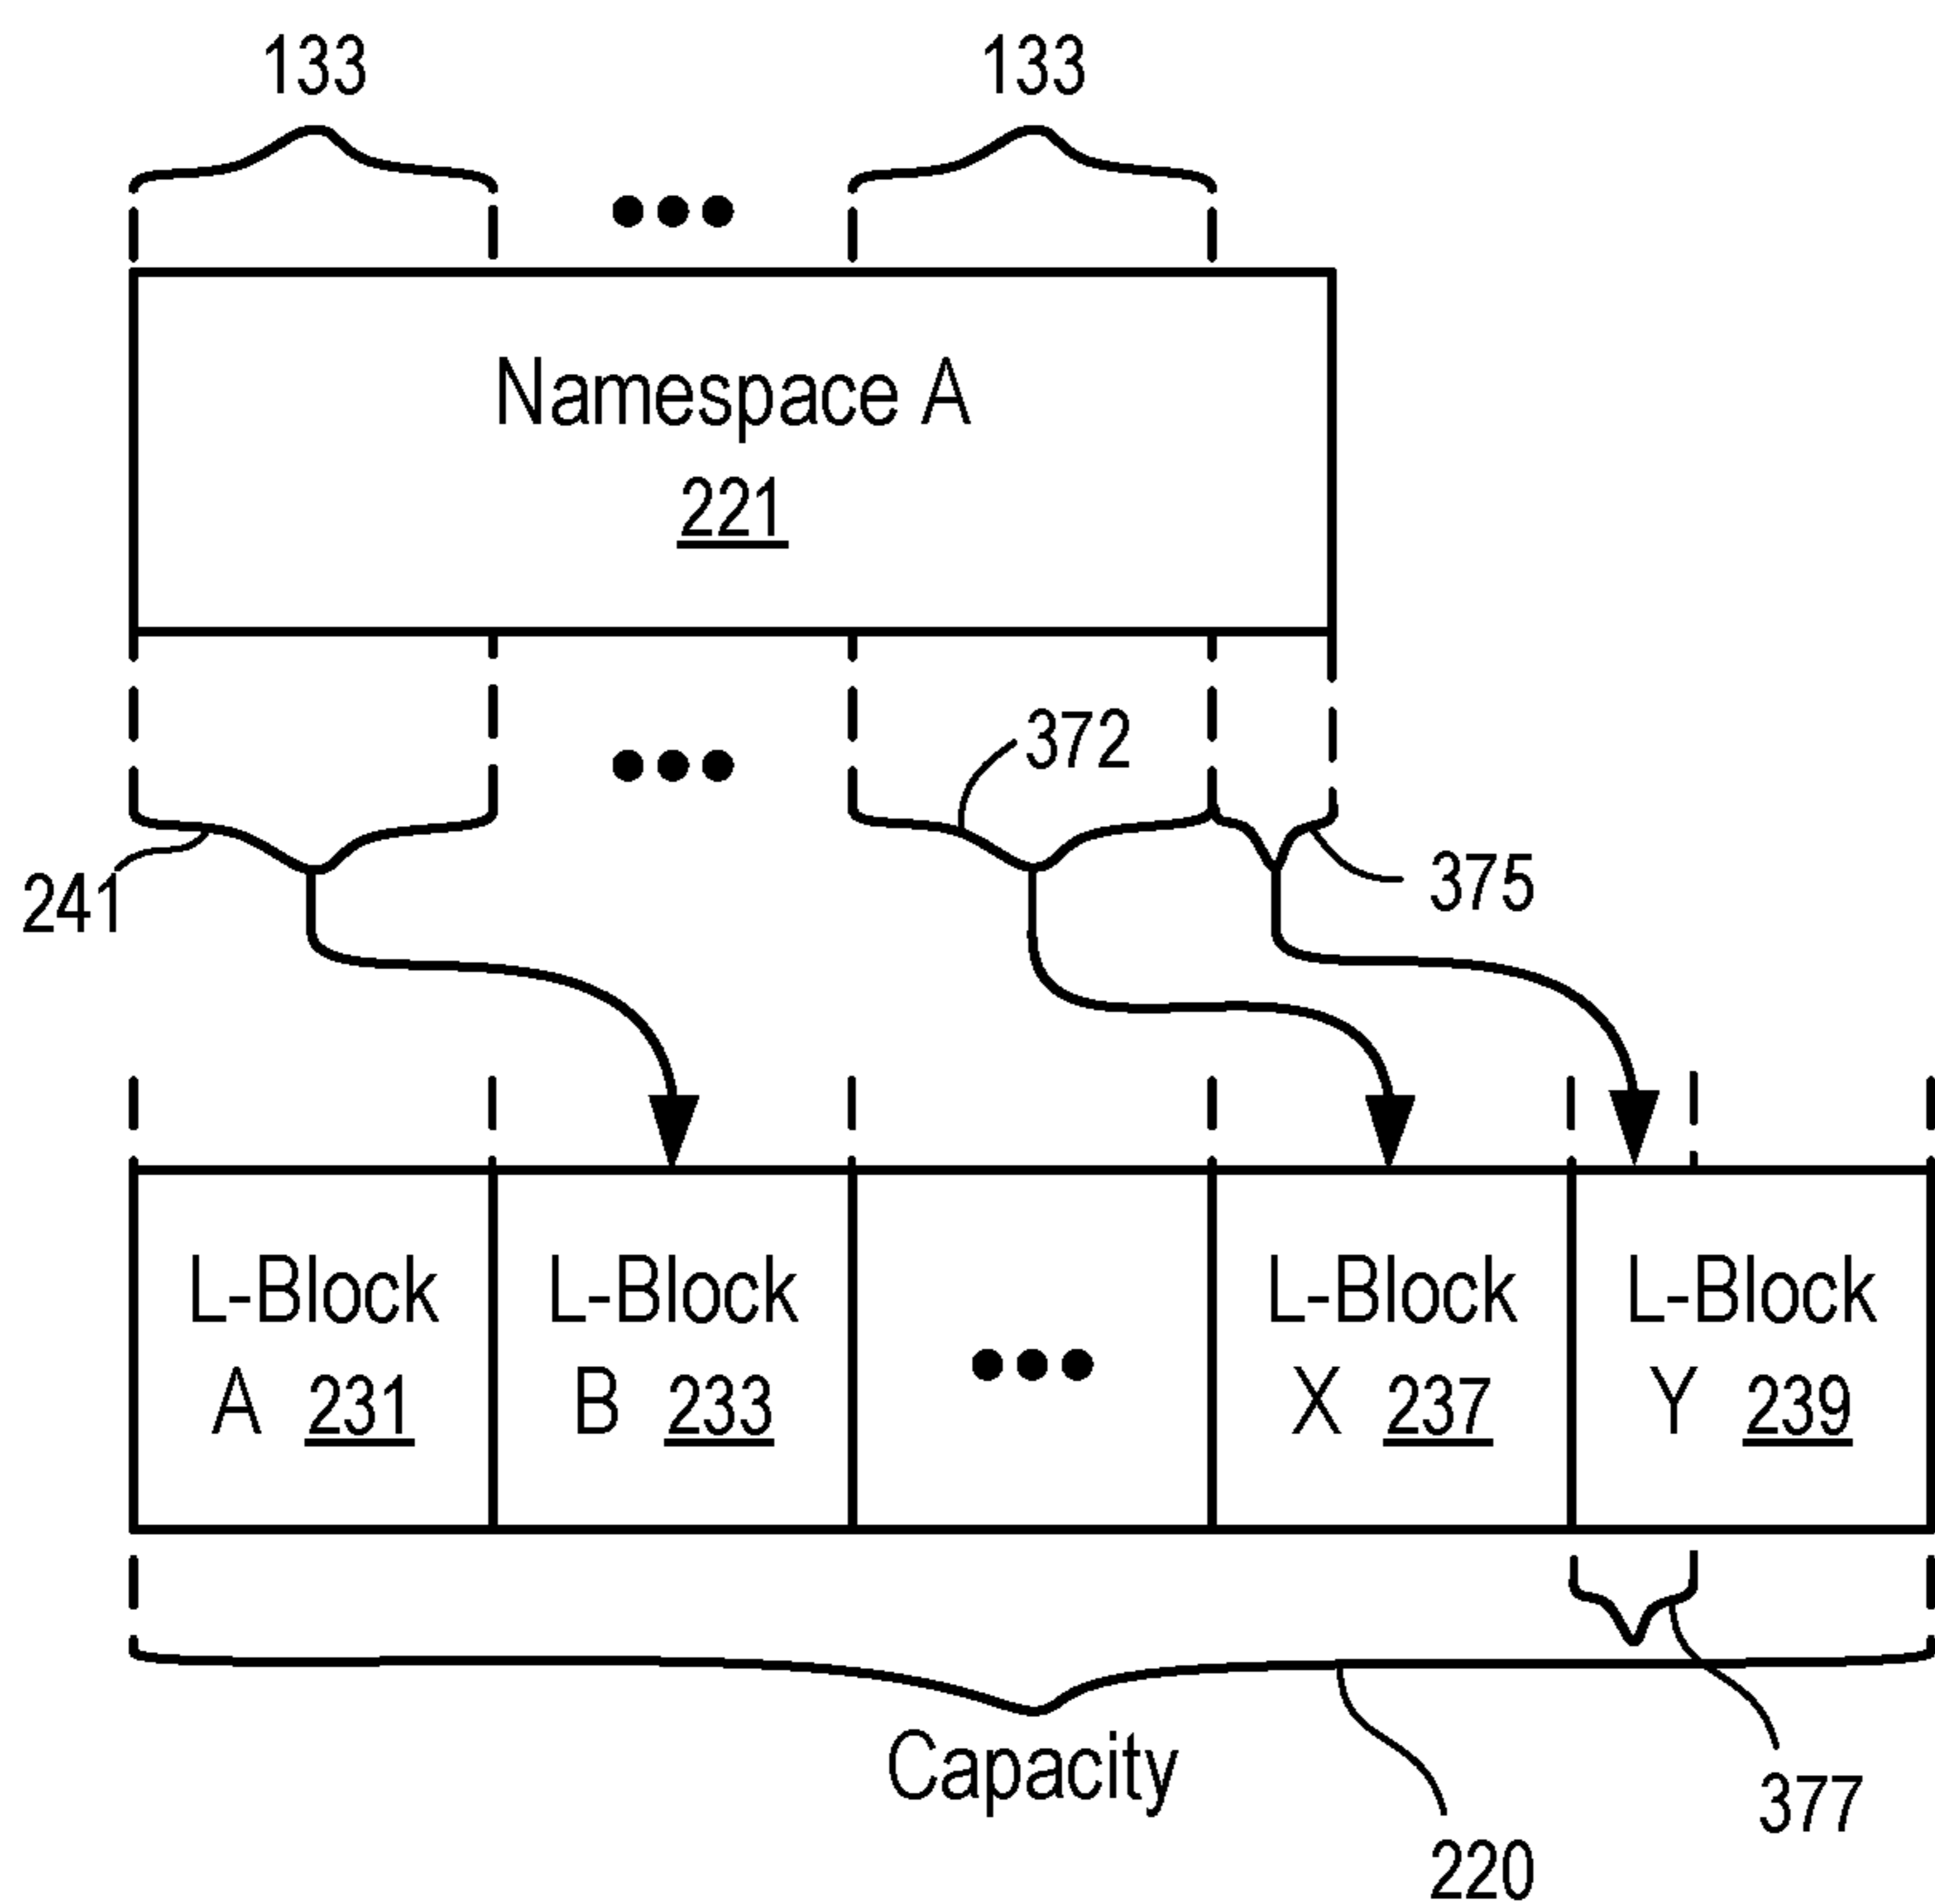 133 133
Namespace A
221
372
241
375
L-Block L-Block L-Block L-Block
A 231 B 233 X 237 Y 239
Capacity
377
220